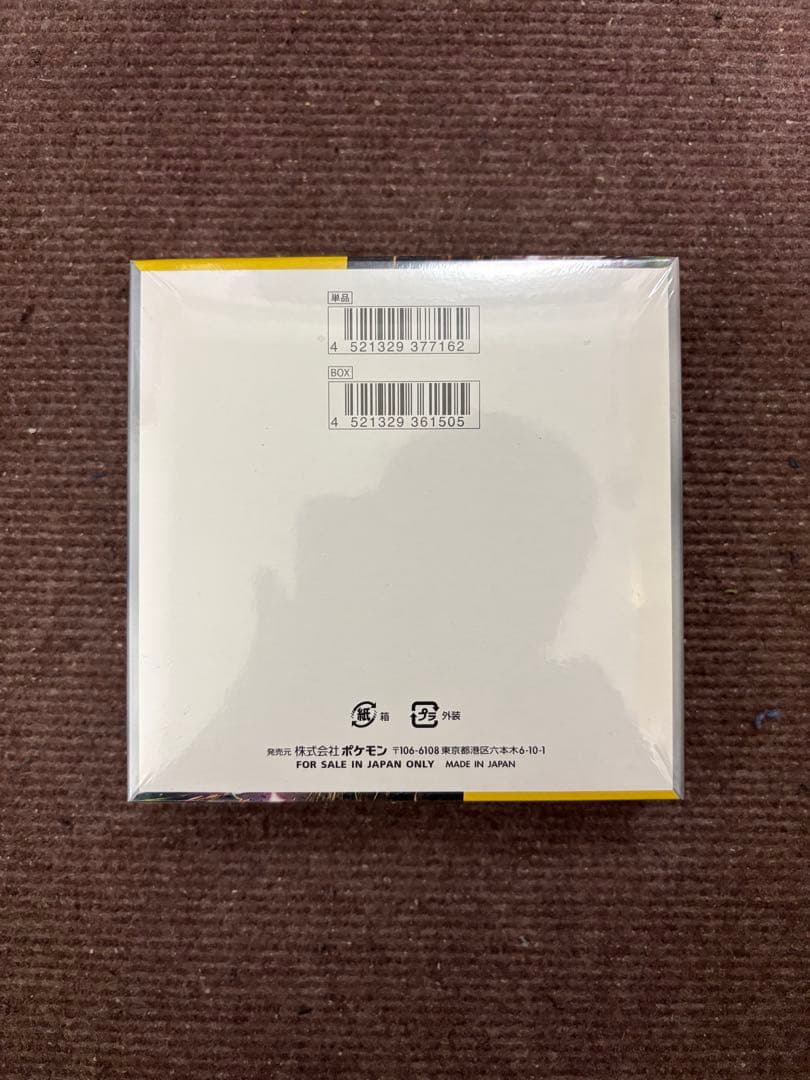 単品
4 521329 377162
BOX
4 521329 361505
紙 箱 プラ 外装
発売元 株式会社ポケモン 〒106-6108 東京都港区六本木6-10-1
FOR SALE IN JAPAN ONLY MADE IN JAPAN